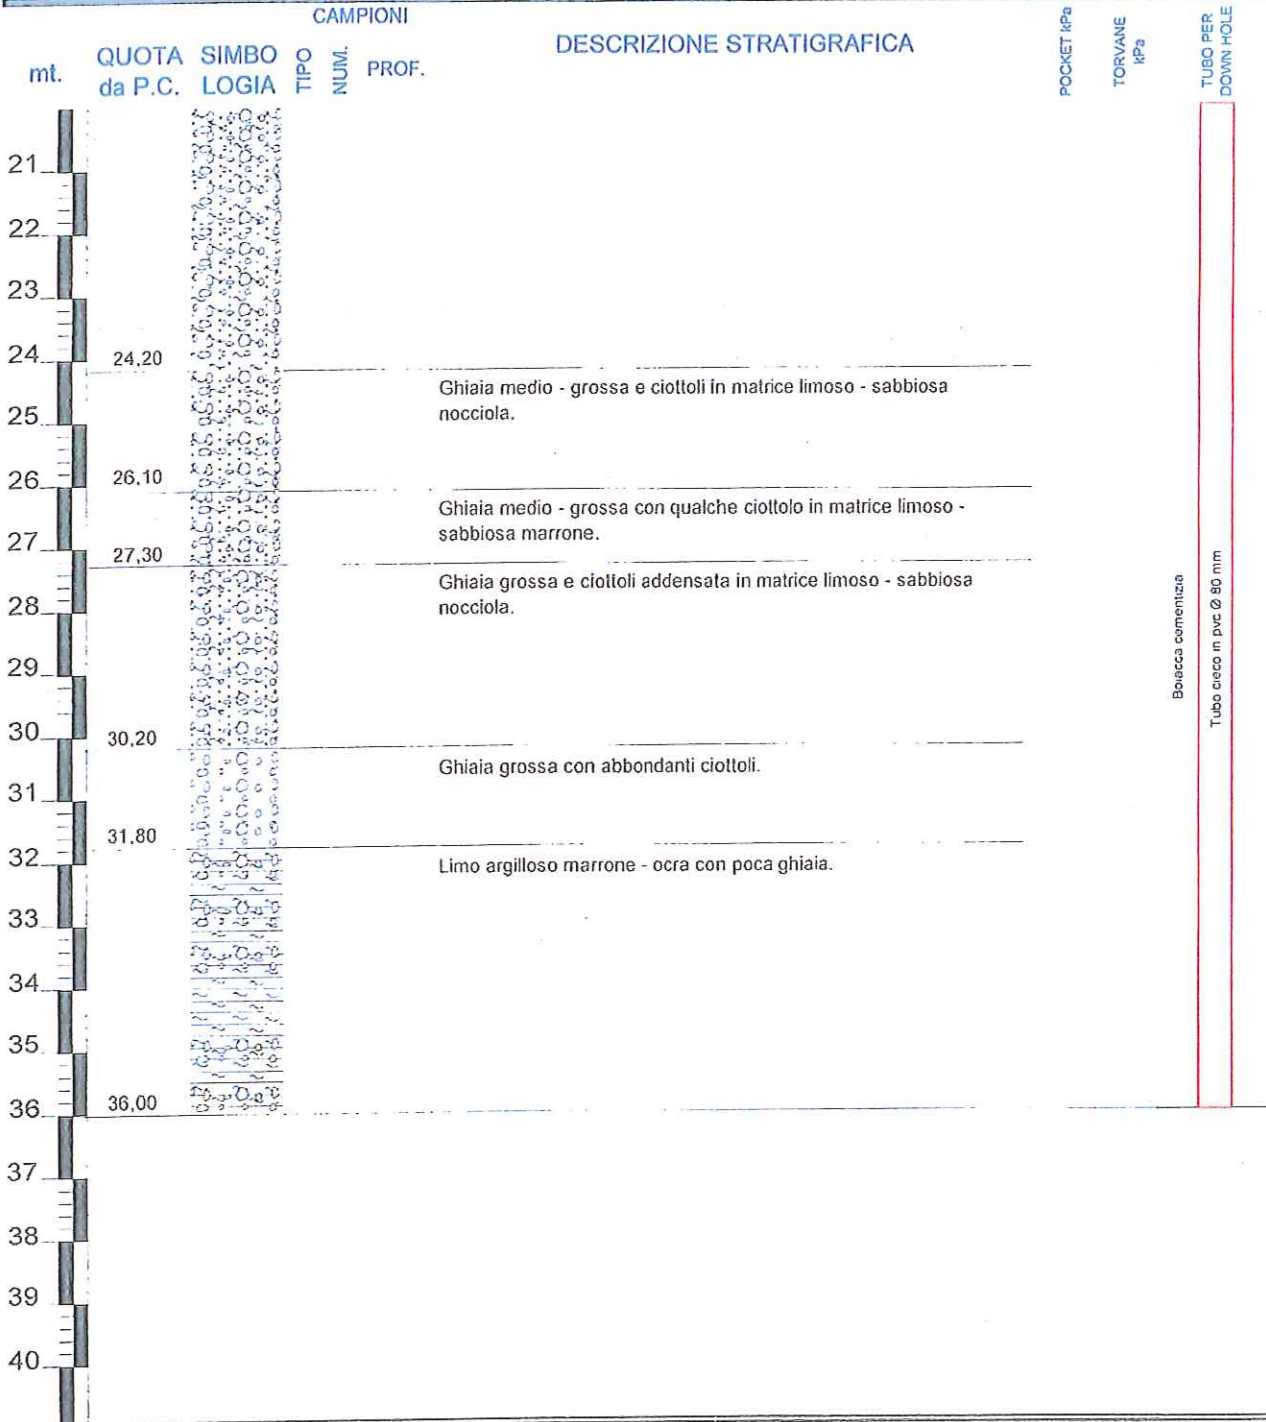 CAMPIONI
mt.
QUOTA
da P.C.
SIMBO
LOGIA
TIPO
NUM.
PROF.
DESCRIZIONE STRATIGRAFICA
POCKET kPa
TORVANE
kPa
TUBO PER
DOWN HOLE
21
22
23
24
24,20
Ghiaia medio - grossa e ciottoli in matrice limoso - sabbiosa
nocciola.
25
26
26,10
Ghiaia medio - grossa con qualche ciottolo in matrice limoso -
sabbiosa marrone.
27
27,30
Ghiaia grossa e ciottoli addensata in matrice limoso - sabbiosa
nocciola.
28
Boiacca cementizia
Tubo cieco in pvc Ø 80 mm
29
30
30,20
Ghiaia grossa con abbondanti ciottoli.
31
31,80
32
Limo argilloso marrone - ocra con poca ghiaia.
33
34
35
36
36,00
37
38
39
40